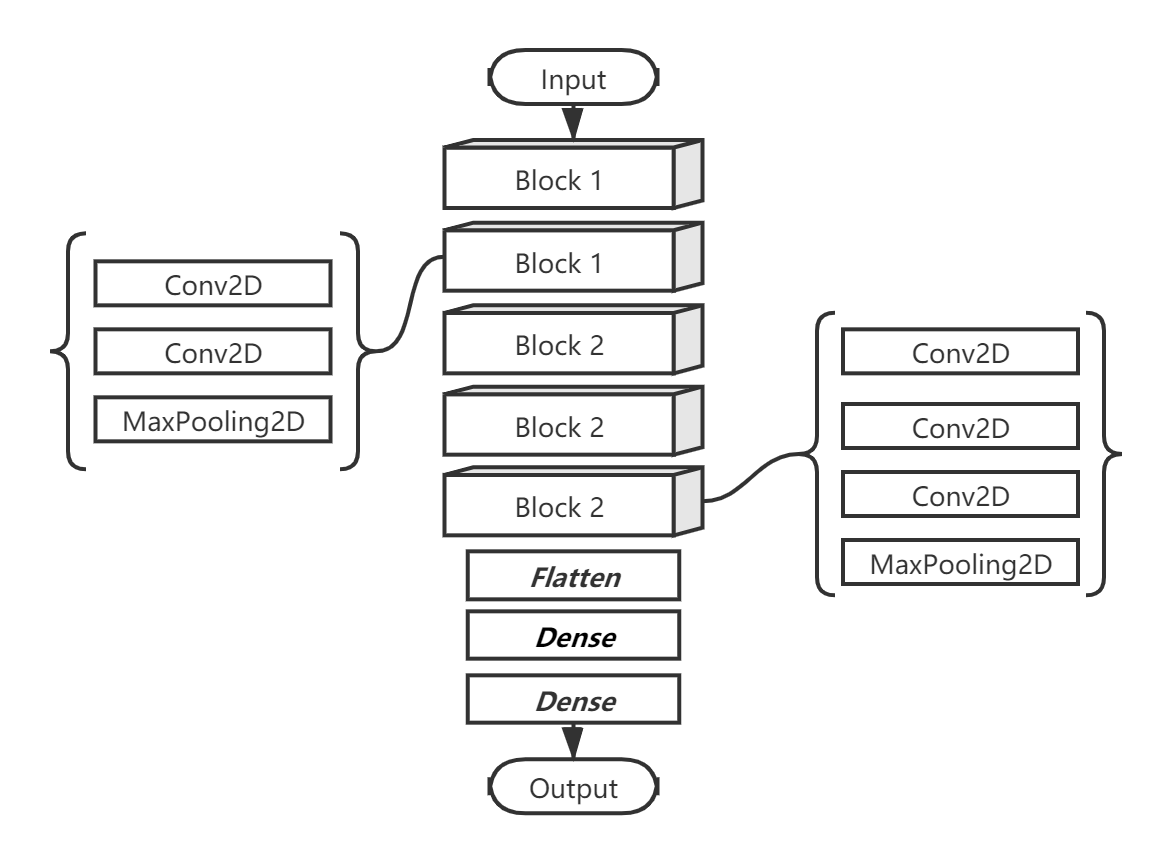 Input
Block 1
Block 1
Block 2
Block 2
Block 2
Flatten
Dense
Dense
Output
Conv2D
Conv2D
MaxPooling2D
Conv2D
Conv2D
Conv2D
MaxPooling2D